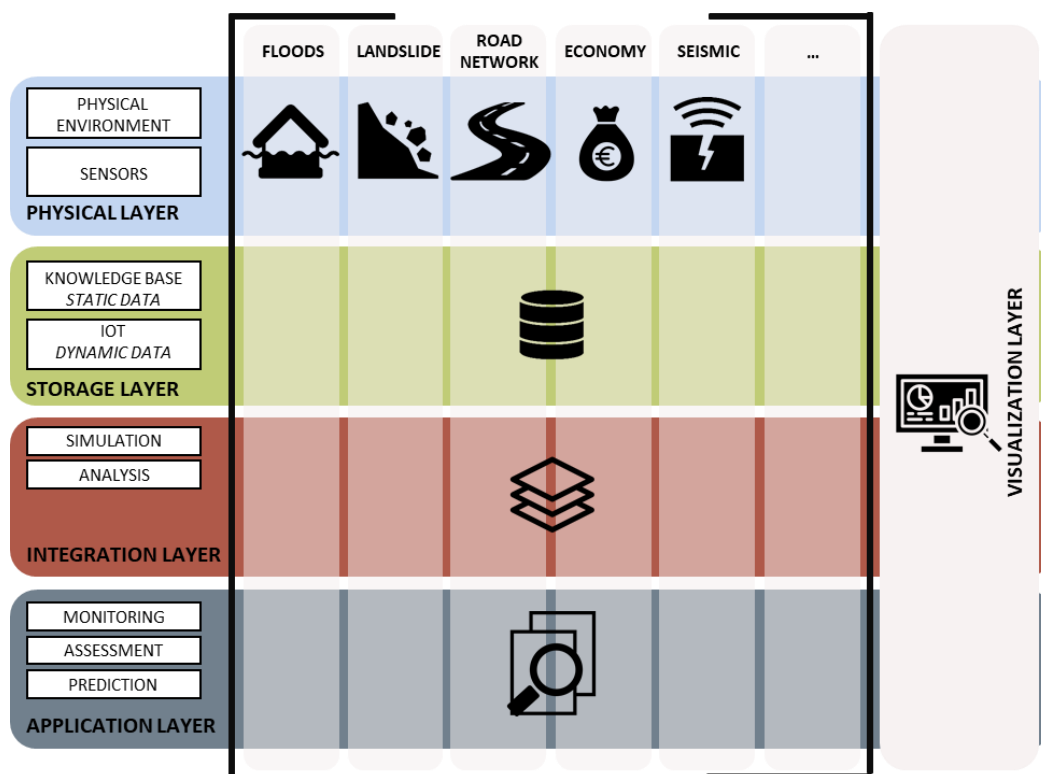 FLOODS
LANDSLIDE
ROAD
NETWORK
ECONOMY
SEISMIC
...
PHYSICAL
ENVIRONMENT
SENSORS
PHYSICAL LAYER
€
KNOWLEDGE BASE
STATIC DATA
IOT
DYNAMIC DATA
STORAGE LAYER
SIMULATION
ANALYSIS
INTEGRATION LAYER
MONITORING
ASSESSMENT
PREDICTION
APPLICATION LAYER
VISUALIZATION LAYER